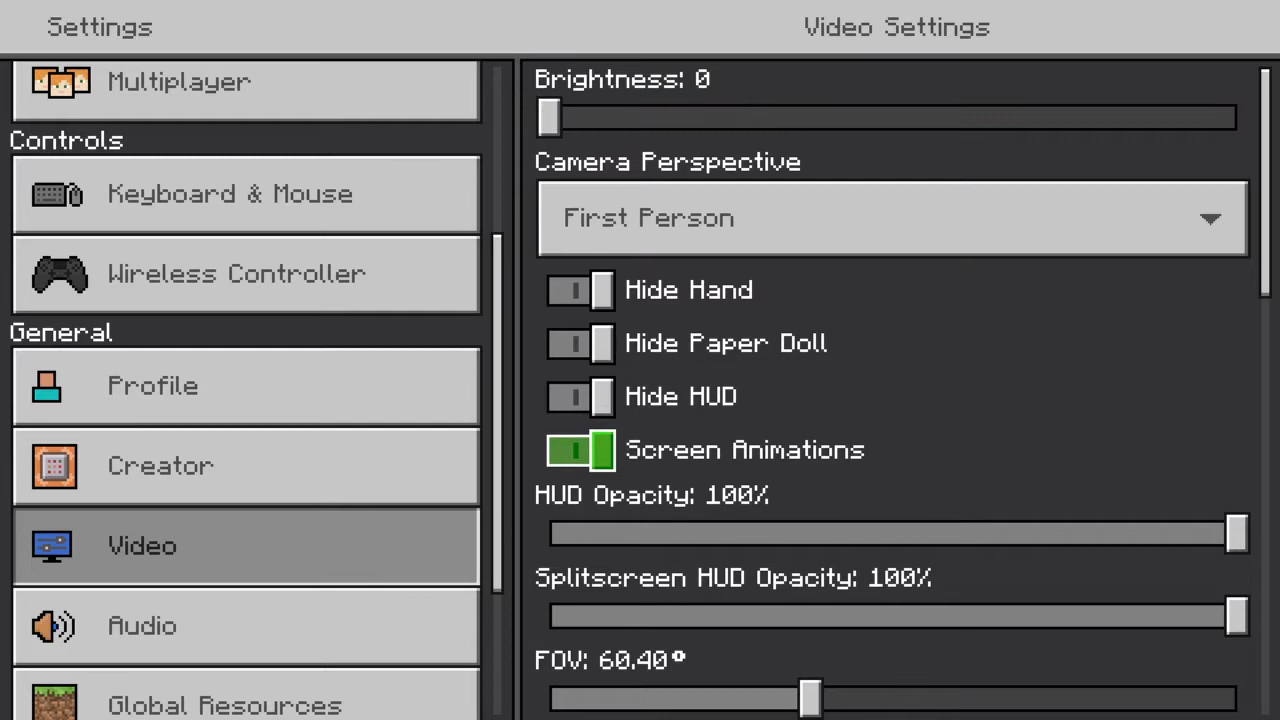 Settings
Video Settings
Multiplayer
Controls
Keyboard & Mouse
Wireless Controller
General
Profile
Creator
Video
Audio
Global Resources
Brightness: 0
Camera Perspective
First Person
Hide Hand
Hide Paper Doll
Hide HUD
Screen Animations
HUD Opacity: 100%
Splitscreen HUD Opacity: 100%
FOV: 60.40°